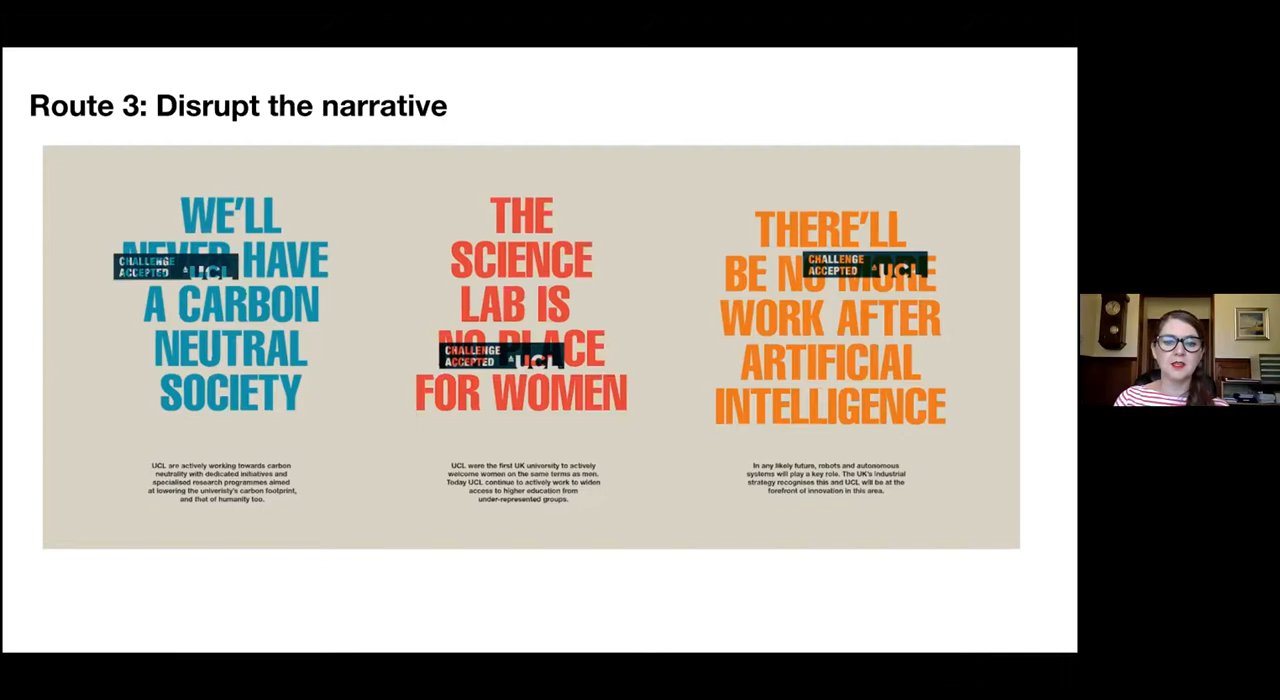 Route 3: Disrupt the narrative
WE'LL
NEVER HAVE
CHALLENGE
ACCEPTED UCL
A CARBON
NEUTRAL
SOCIETY
UCL are actively working towards carbon
neutrality with dedicated initiatives and
specialised research programmes aimed
at lowering the univeristy's carbon footprint,
and that of humanity too.
THE
SCIENCE
LAB IS
NO PLACE
CHALLENGE
ACCEPTED UCL
FOR WOMEN
UCL were the first UK university to actively
welcome women on the same terms as men.
Today UCL continue to actively work to widen
access to higher education from
under-represented groups.
THERE'LL
CHALLENGE
ACCEPTED UCL
BE NO MORE
WORK AFTER
ARTIFICIAL
INTELLIGENCE
In any likely future, robots and autonomous
systems will play a key role. The UK's industrial
strategy recognises this and UCL will be at the
forefront of innovation in this area.